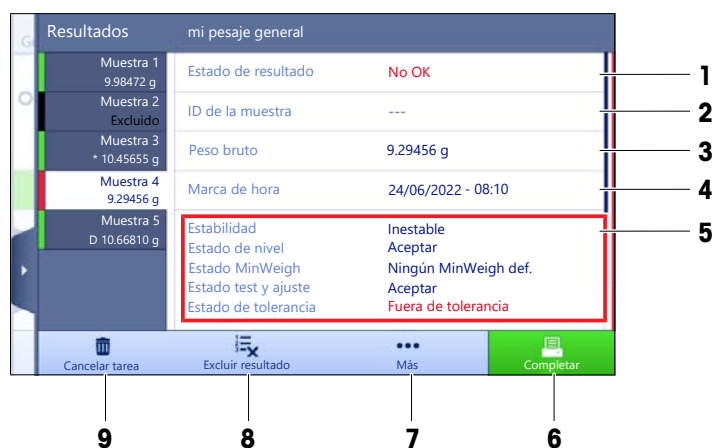 Resultados
mi pesaje general
Muestra 1
9.98472 g
Muestra 2
Excluido
Muestra 3
* 10.45655 g
Muestra 4
9.29456 g
Muestra 5
D 10.66810 g
Estado de resultado No OK
ID de la muestra ---
Peso bruto 9.29456 g
Marca de hora 24/06/2022 - 08:10
Estabilidad Inestable
Estado de nivel Aceptar
Estado MinWeigh Ningún MinWeigh def.
Estado test y ajuste Aceptar
Estado de tolerancia Fuera de tolerancia
1
2
3
4
5
Cancelar tarea
Excluir resultado
Más
Completar
9
8
7
6